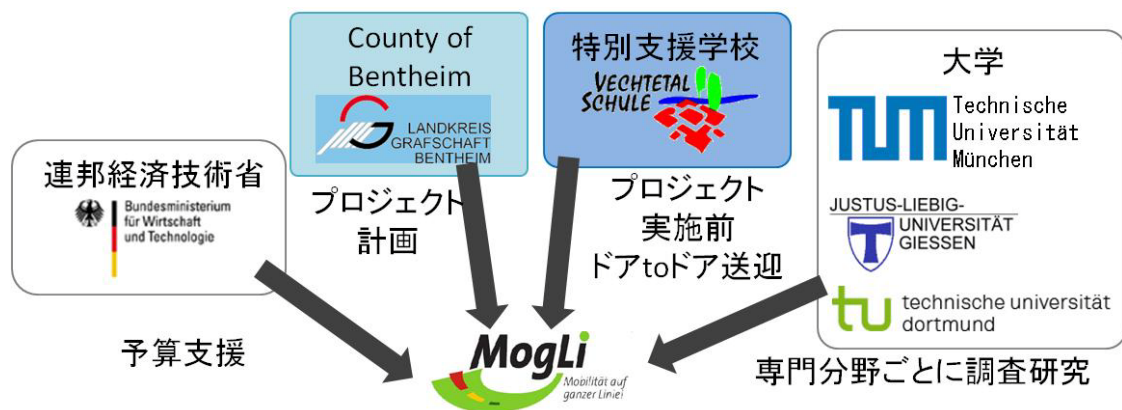 連邦経済技術省
Bundesministerium
für Wirtschaft
und Technologie
予算支援
County of
Bentheim
LANDKREIS
GRAFSCHAFT
BENTHEIM
プロジェクト
計画
特別支援学校
VECHTETAL
SCHULE
プロジェクト
実施前
ドアtoドア送迎
大学
TUM
Technische
Universität
München
JUSTUS-LIEBIG-
UNIVERSITÄT
GIESSEN
tu
technische universität
dortmund
専門分野ごとに調査研究
MogLi
Mobilität auf
ganzer Linie!